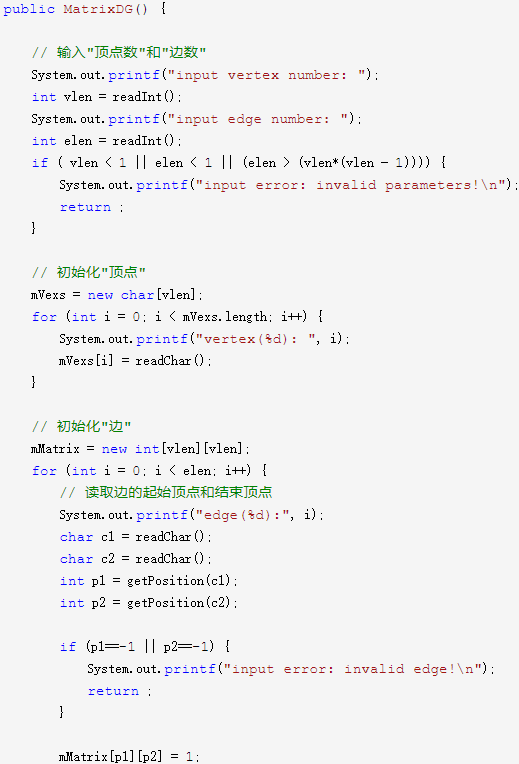 public MatrixDG() {
// 输入"顶点数"和"边数"
System.out.printf("input vertex number: ");
int vlen = readInt();
System.out.printf("input edge number: ");
int elen = readInt();
if ( vlen < 1 || elen < 1 || (elen > (vlen*(vlen - 1)))) {
System.out.printf("input error: invalid parameters!\n");
return ;
}
// 初始化"顶点"
mVexs = new char[vlen];
for (int i = 0; i < mVexs.length; i++) {
System.out.printf("vertex(%d): ", i);
mVexs[i] = readChar();
}
// 初始化"边"
mMatrix = new int[vlen][vlen];
for (int i = 0; i < elen; i++) {
// 读取边的起始顶点和结束顶点
System.out.printf("edge(%d):", i);
char c1 = readChar();
char c2 = readChar();
int p1 = getPosition(c1);
int p2 = getPosition(c2);
if (p1==-1 || p2==-1) {
System.out.printf("input error: invalid edge!\n");
return ;
}
mMatrix[p1][p2] = 1;